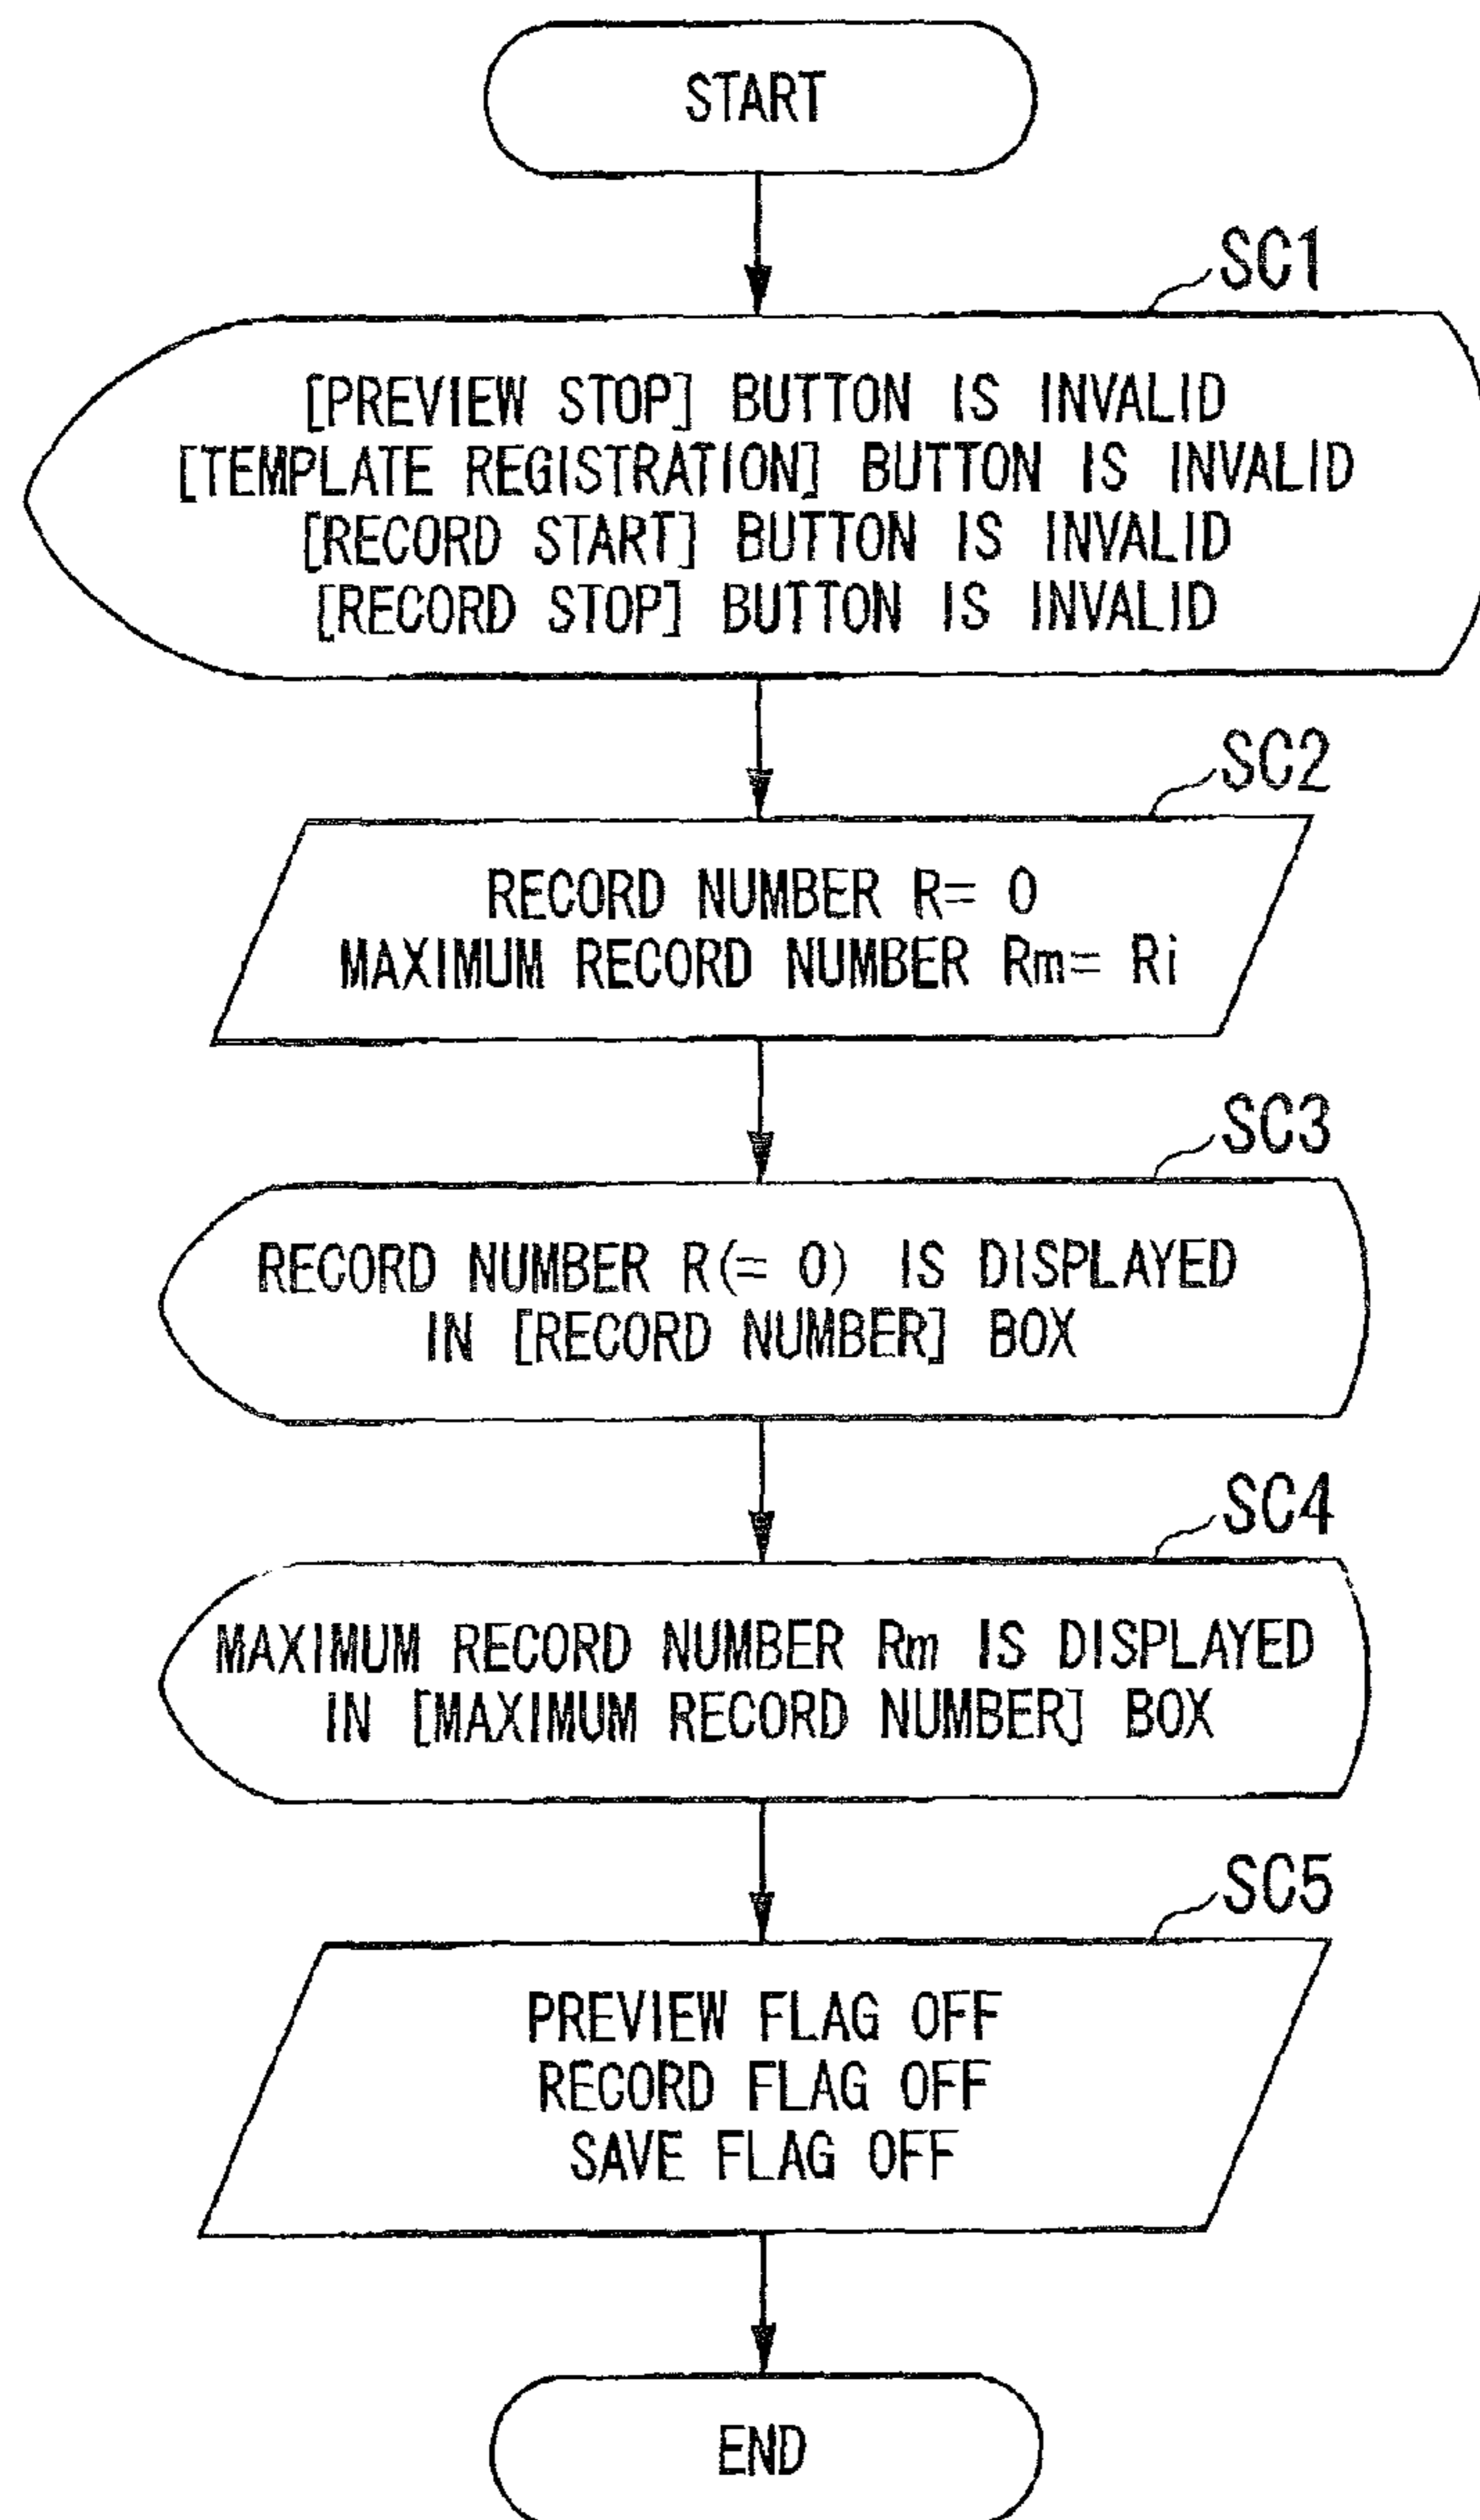 START
SC1
[PREVIEW STOP] BUTTON IS INVALID
[TEMPLATE REGISTRATION] BUTTON IS INVALID
[RECORD START] BUTTON IS INVALID
[RECORD STOP] BUTTON IS INVALID
SC2
RECORD NUMBER R= 0
MAXIMUM RECORD NUMBER Rm= Ri
SC3
RECORD NUMBER R(= 0) IS DISPLAYED
IN [RECORD NUMBER] BOX
SC4
MAXIMUM RECORD NUMBER Rm IS DISPLAYED
IN [MAXIMUM RECORD NUMBER] BOX
SC5
PREVIEW FLAG OFF
RECORD FLAG OFF
SAVE FLAG OFF
END